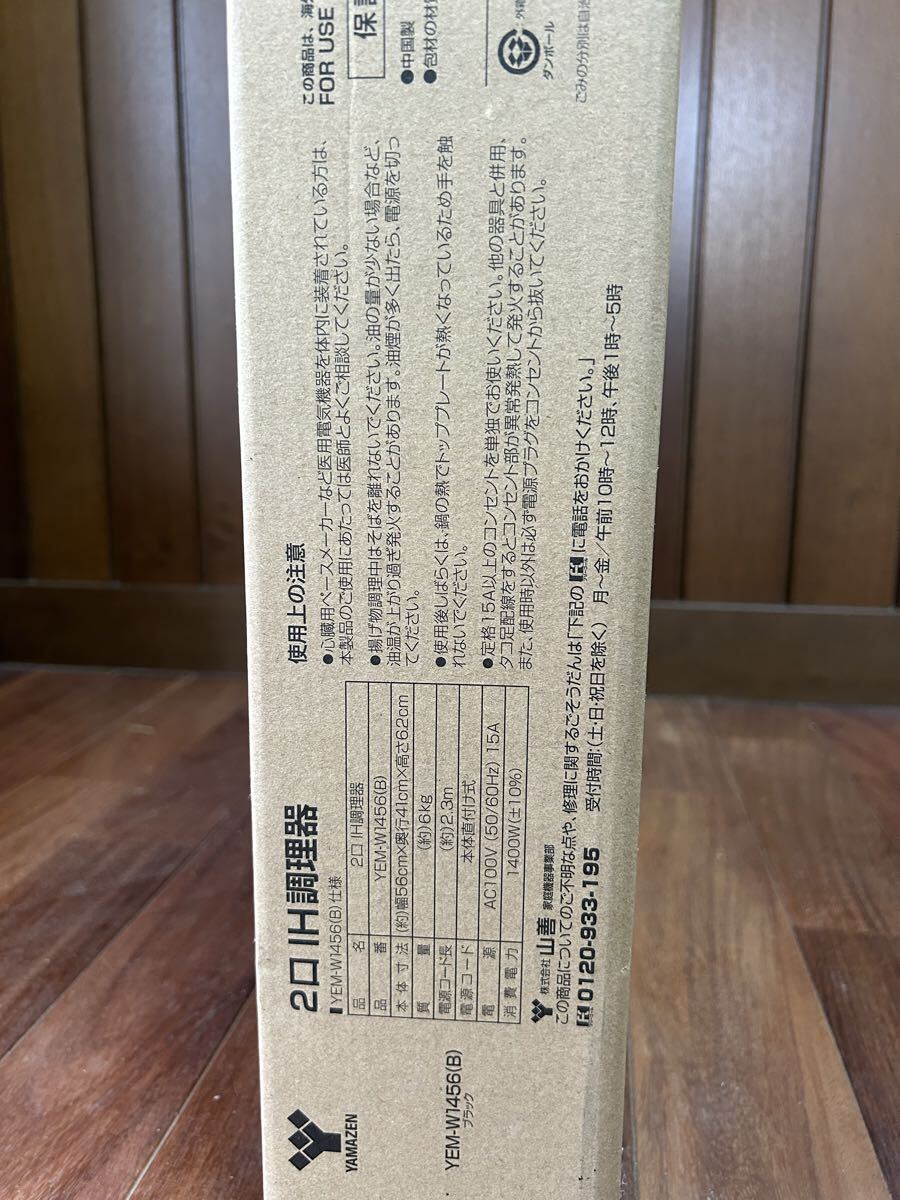 YAMAZEN
YEM-W1456(B)
ブラック
2口 IH調理器
YEM-W1456(B) 仕様
品名 2口 IH調理器
品番 YEM-W1456(B)
本体寸法 (約)幅56cm×奥行41cm×高さ6.2cm
質量 (約)6kg
電源コード長 (約)2.3m
電源コード 本体直付け式
電源 AC100V (50/60Hz) 15A
消費電力 1400W(±10%)
使用上の注意
●心臓用ペースメーカーなど医用電気機器を体内に装着されている方は、
本製品のご使用にあたっては医師とよくご相談してください。
●揚げ物調理中はそばを離れないでください。油の量が少ない場合など、
油温が上がり過ぎ発火することがあります。油煙が多く出たら、電源を切っ
てください。
●使用後しばらくは、鍋の熱でトッププレートが熱くなっているため手を触
れないでください。
●定格15A以上のコンセントを単独でお使いください。他の器具と併用、
タコ足配線をするとコンセント部が異常発熱して発火することがあります。
また、使用時以外は必ず電源プラグをコンセントから抜いてください。
株式会社 山善 家庭機器事業部
この商品についてのご不明な点や、修理に関するごそうだんは「下記の に電話をおかけください。」
0120-933-195 受付時間:(土・日・祝日を除く) 月～金／午前10時～12時、午後1時～5時
この商品は、海
FOR USE
保
●中国製
●包材の材
外
ダンボール
ごみの分別は自